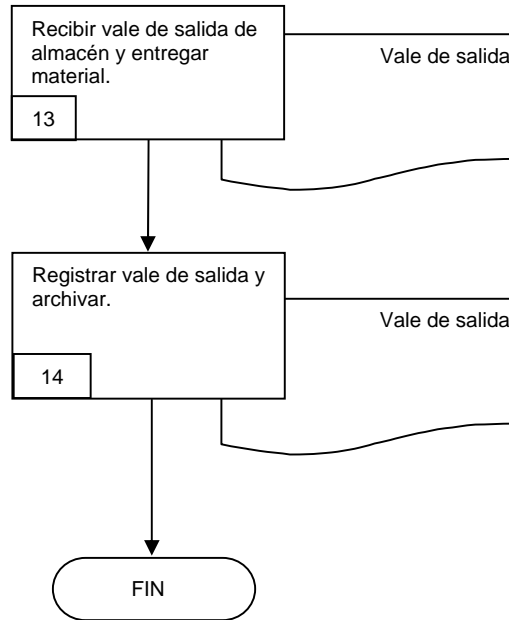 Recibir vale de salida de
almacén y entregar
material.
Vale de salida
13
Registrar vale de salida y
archivar.
Vale de salida
14
FIN